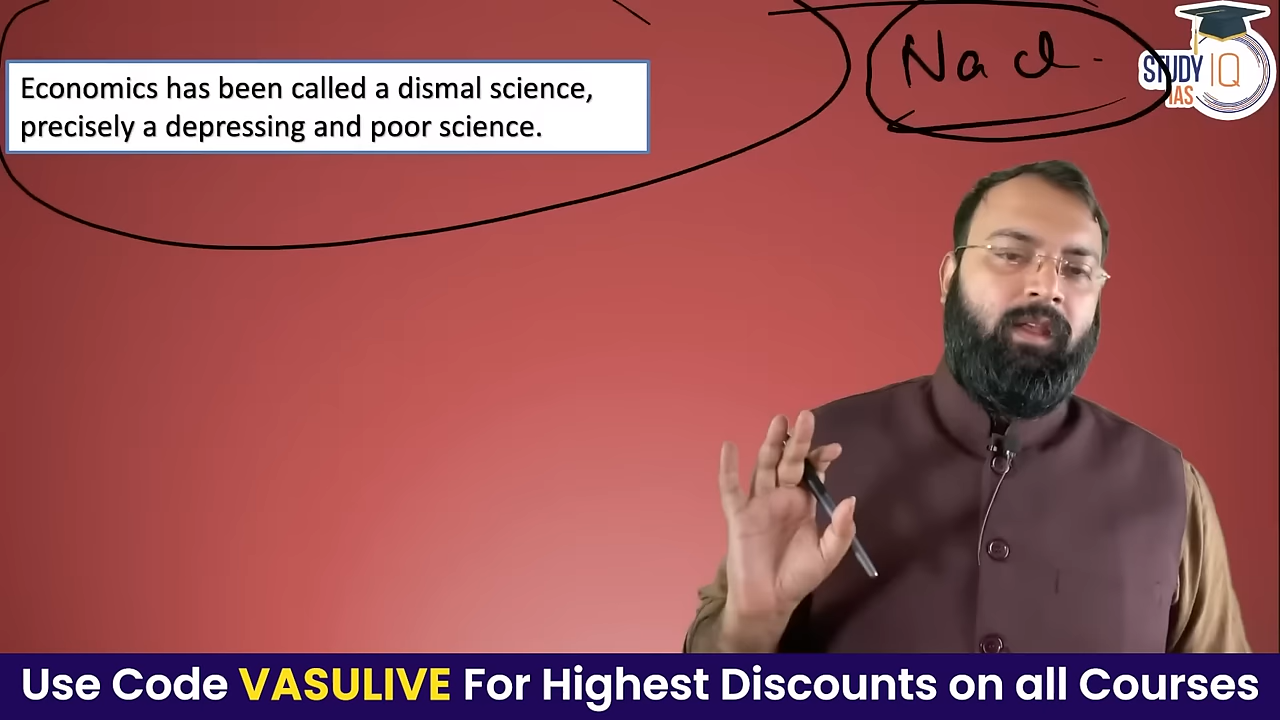 Economics has been called a dismal science,
precisely a depressing and poor science.
Nacl.
STUDY IQ
IAS
Use Code VASULIVE For Highest Discounts on all Courses